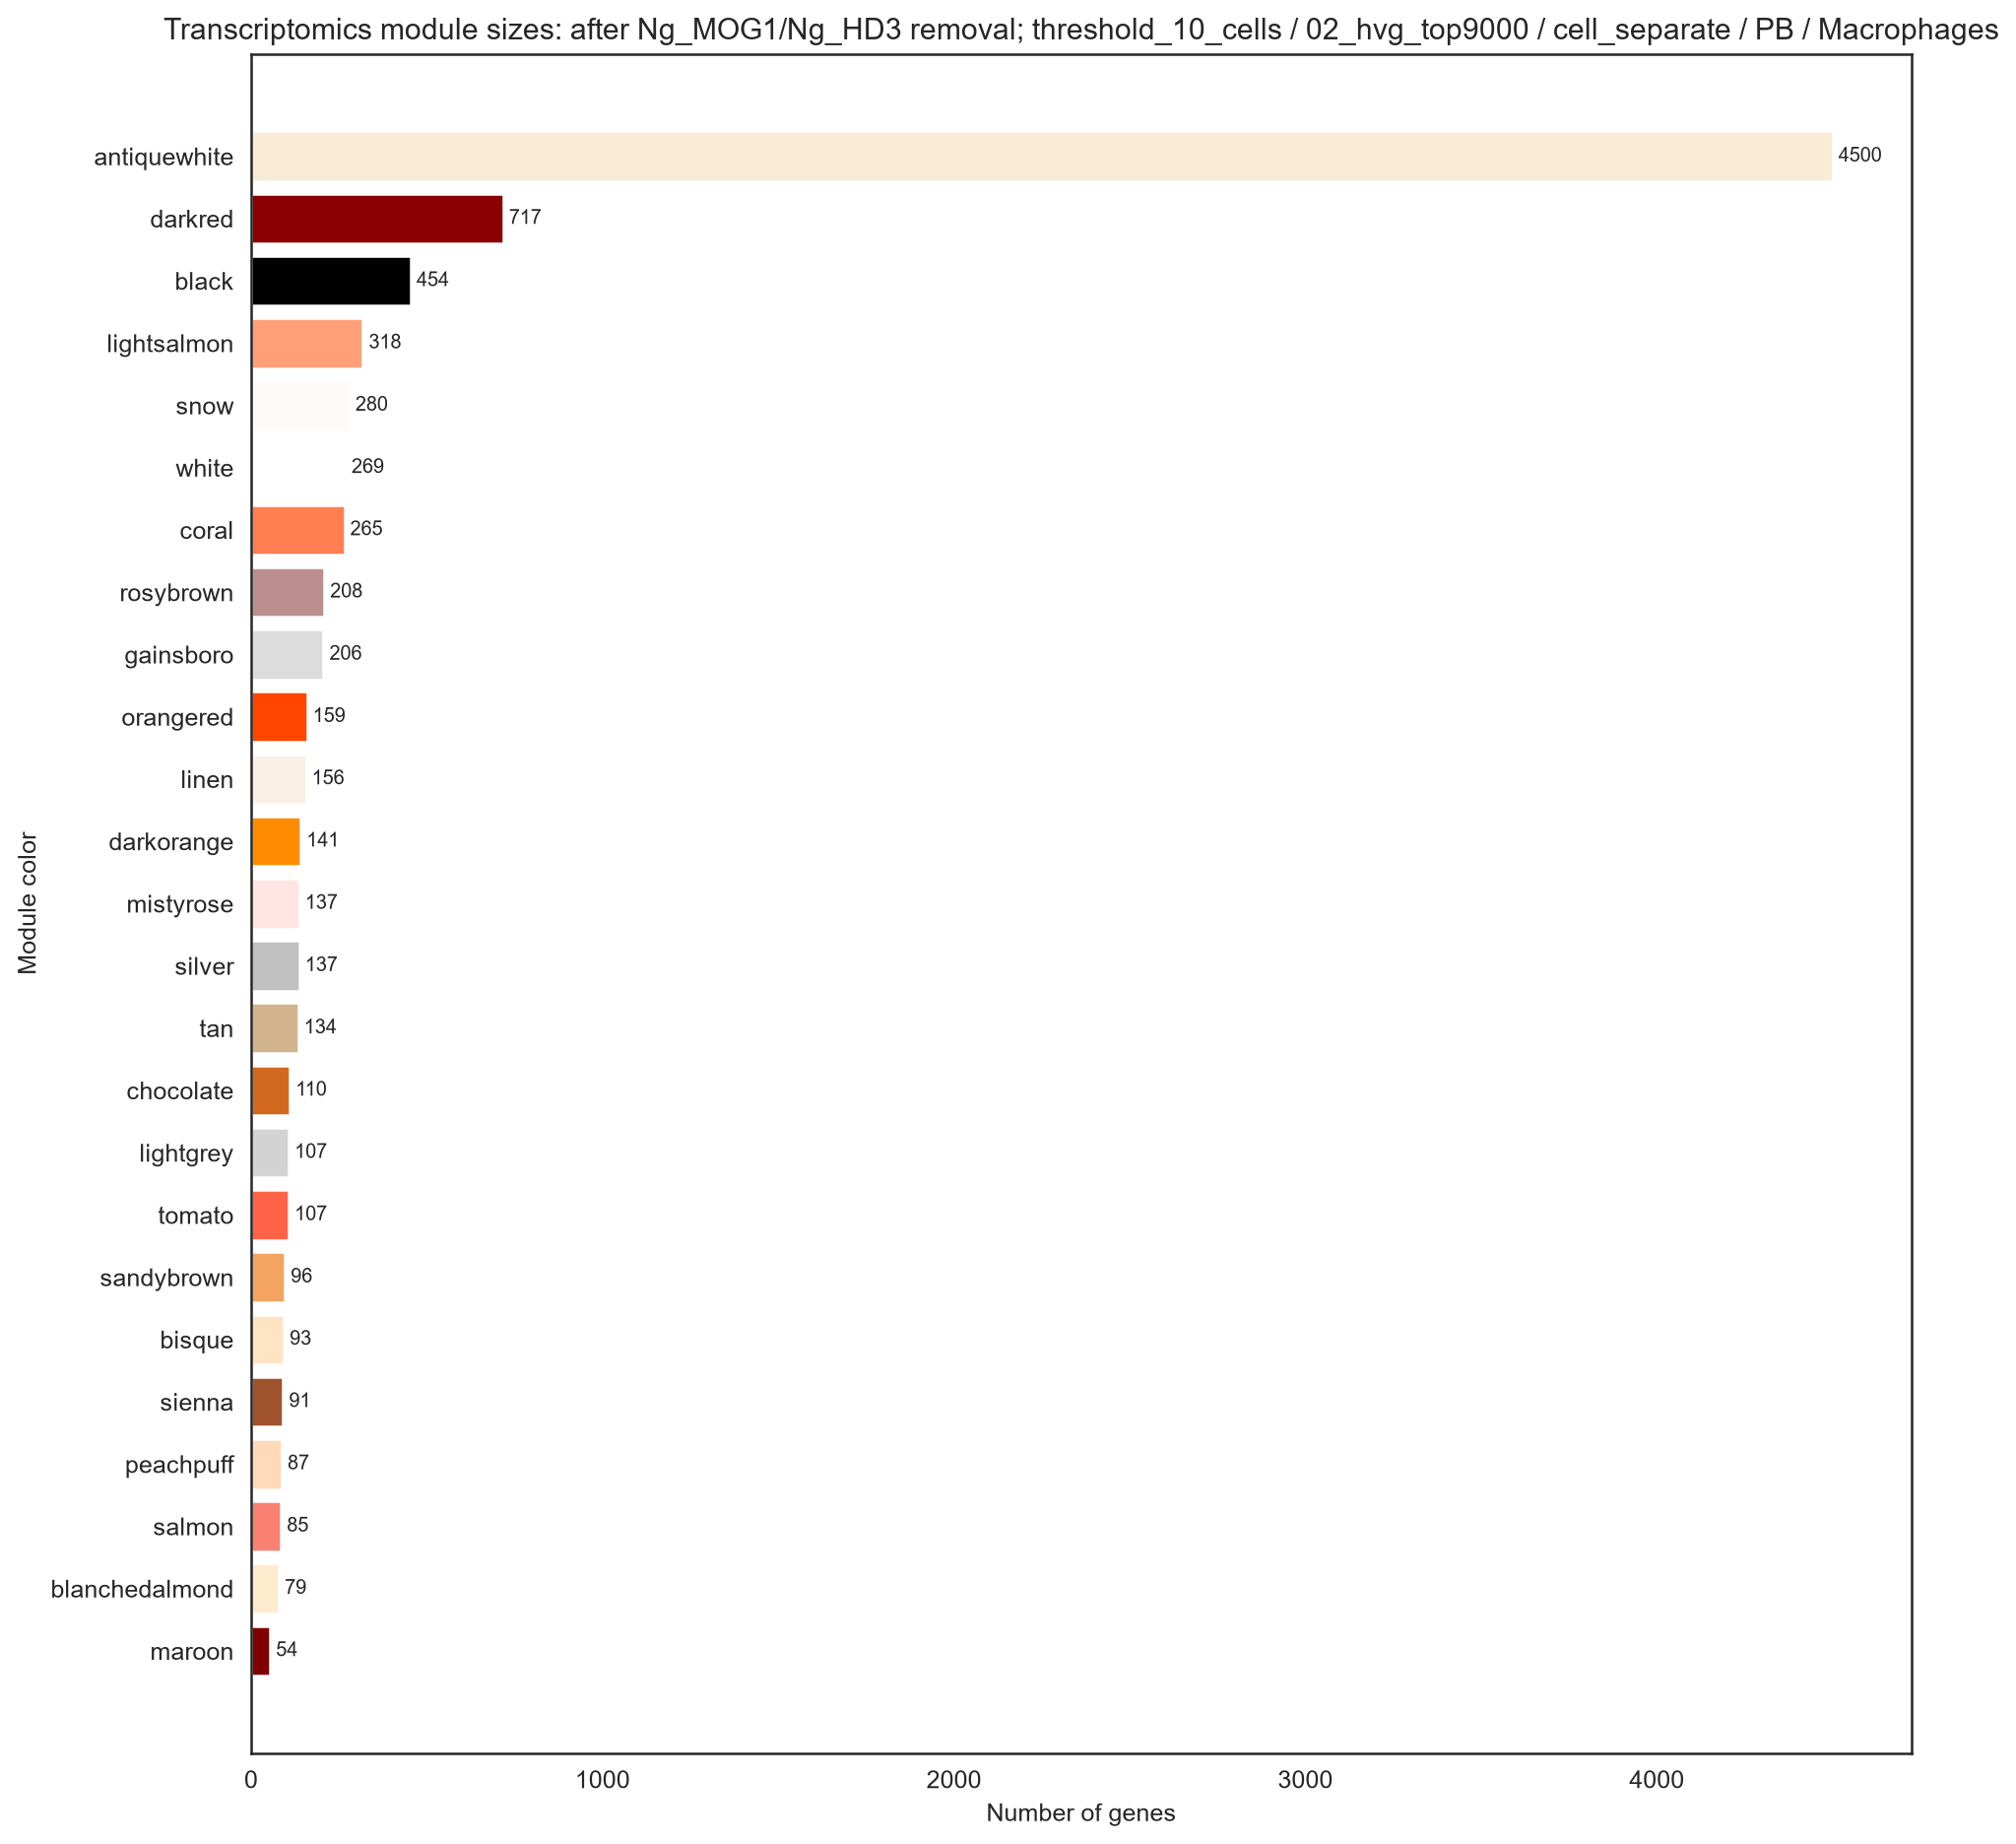 Transcriptomics module sizes: after Ng_MOG1/Ng_HD3 removal; threshold_10_cells / 02_hvg_top9000 / cell_separate / PB / Macrophages
antiquewhite 4500
darkred 717
black 454
lightsalmon 318
snow 280
white 269
coral 265
rosybrown 208
gainsboro 206
orangered 159
linen 156
darkorange 141
mistyrose 137
silver 137
tan 134
chocolate 110
lightgrey 107
tomato 107
sandybrown 96
bisque 93
sienna 91
peachpuff 87
salmon 85
blanchedalmond 79
maroon 54
Module color
0 1000 2000 3000 4000
Number of genes